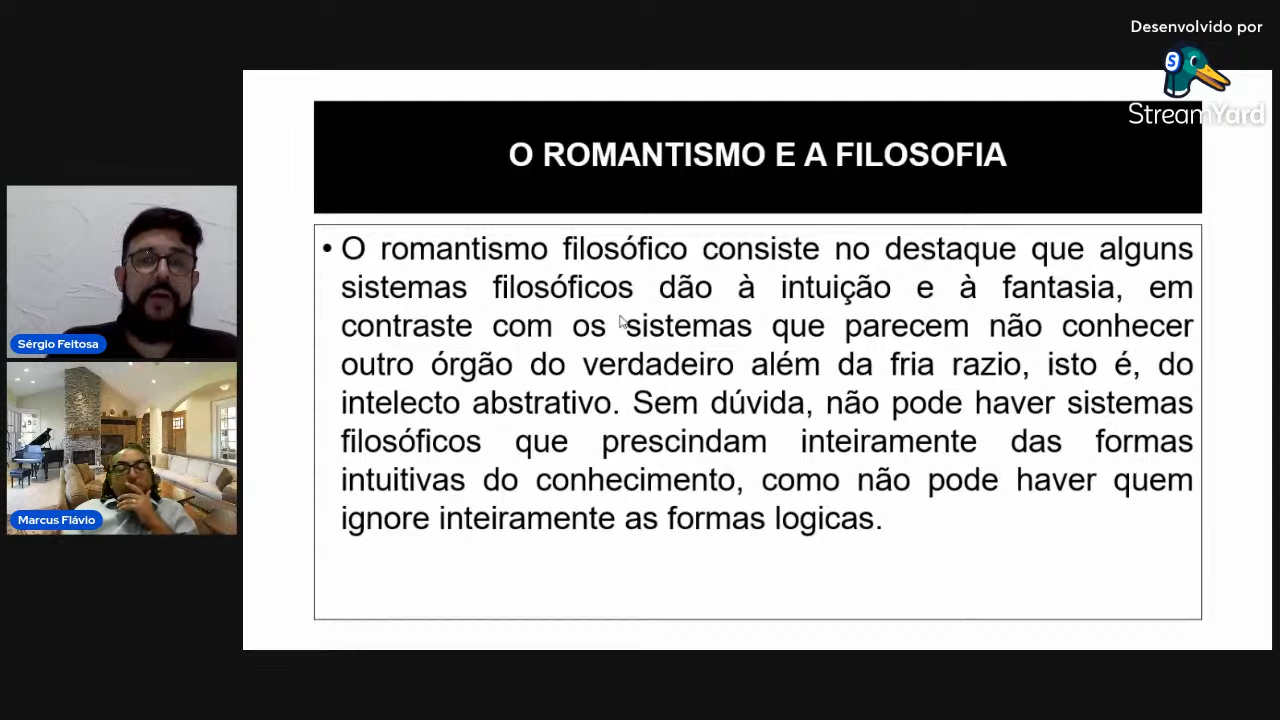 Desenvolvido por
StreamYard
O ROMANTISMO E A FILOSOFIA
• O romantismo filosófico consiste no destaque que alguns
sistemas filosóficos dão à intuição e à fantasia, em
contraste com os sistemas que parecem não conhecer
outro órgão do verdadeiro além da fria razio, isto é, do
intelecto abstrativo. Sem dúvida, não pode haver sistemas
filosóficos que prescindam inteiramente das formas
intuitivas do conhecimento, como não pode haver quem
ignore inteiramente as formas logicas.
Sérgio Feitosa
Marcus Flávio